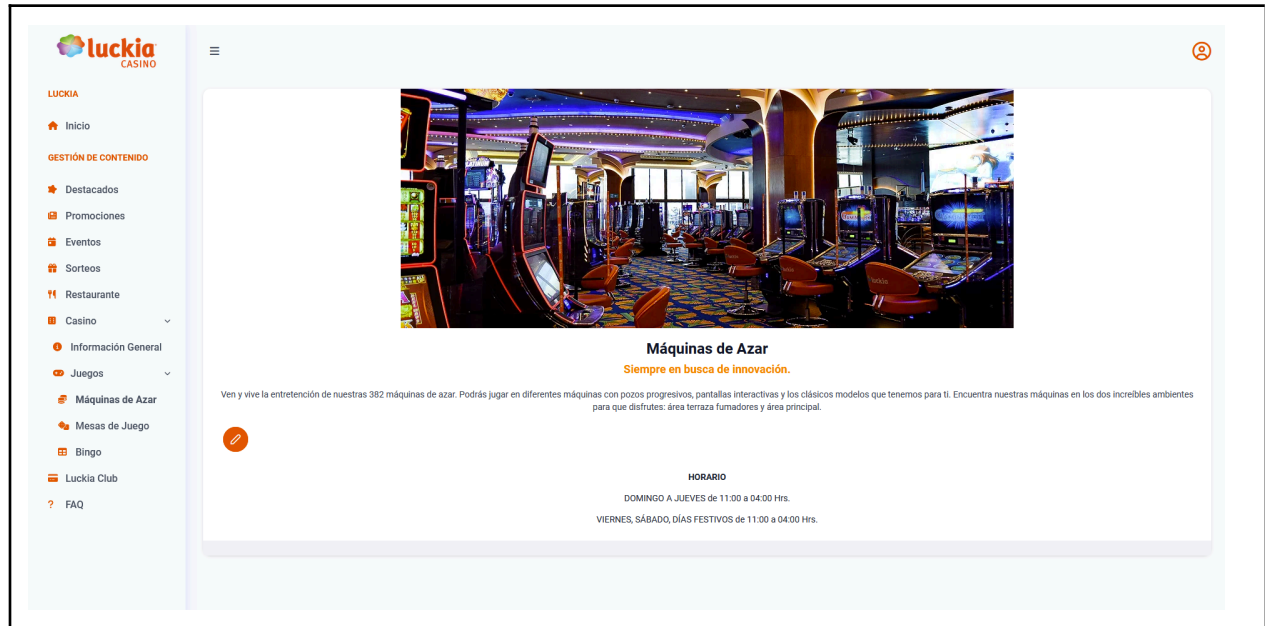 luckia
CASINO
LUCKIA
Inicio
GESTIÓN DE CONTENIDO
Destacados
Promociones
Eventos
Sorteos
Restaurante
Casino
Información General
Juegos
Máquinas de Azar
Mesas de Juego
Bingo
Luckia Club
? FAQ
Máquinas de Azar
Siempre en busca de innovación.
Ven y vive la entretención de nuestras 382 máquinas de azar. Podrás jugar en diferentes máquinas con pozos progresivos, pantallas interactivas y los clásicos modelos que tenemos para ti. Encuentra nuestras máquinas en los dos increíbles ambientes
para que disfrutes: área terraza fumadores y área principal.
HORARIO
DOMINGO A JUEVES de 11:00 a 04:00 Hrs.
VIERNES, SÁBADO, DÍAS FESTIVOS de 11:00 a 04:00 Hrs.